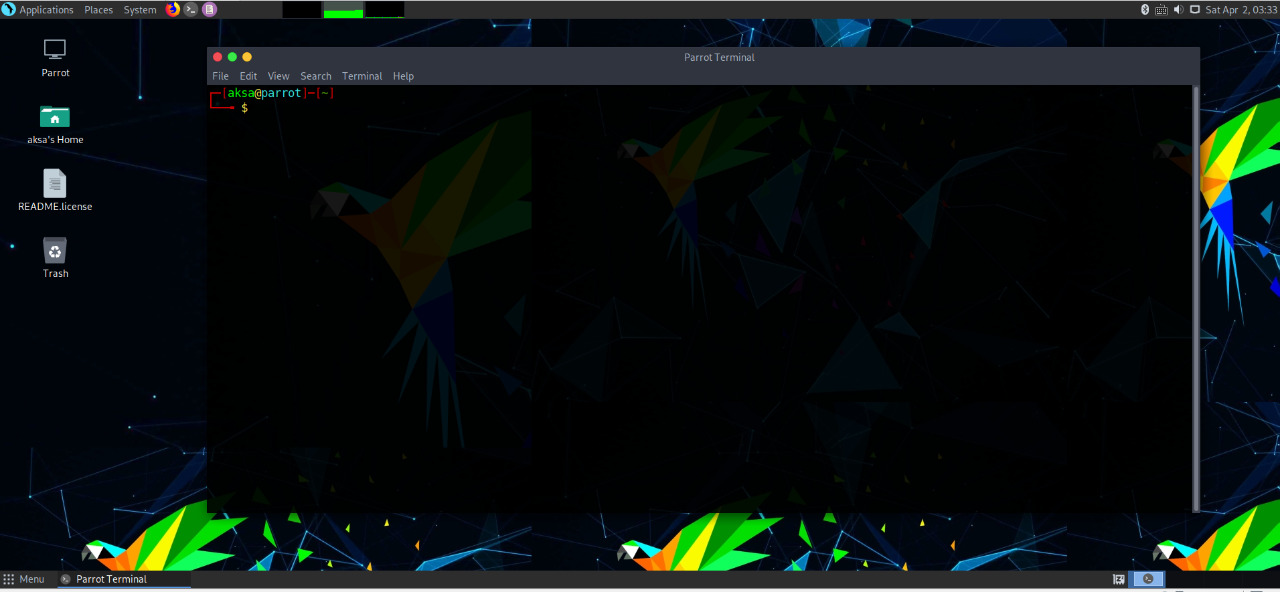 Applications Places System
Sat Apr 2, 03:33
Parrot
aksa's Home
README.license
Trash
Parrot Terminal
File Edit View Search Terminal Help
┌─[aksa@parrot]─[~]
└──╼ $
Menu Parrot Terminal